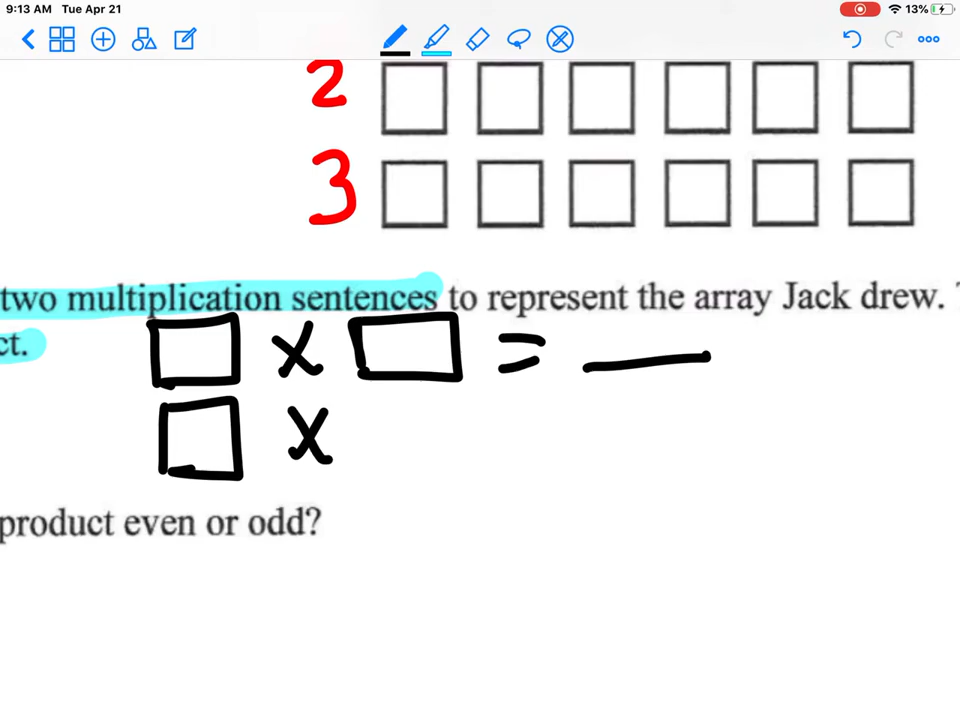 9:13 AM Tue Apr 21 13%
2
3
two multiplication sentences to represent the array Jack drew.
ct.
x =
x
product even or odd?